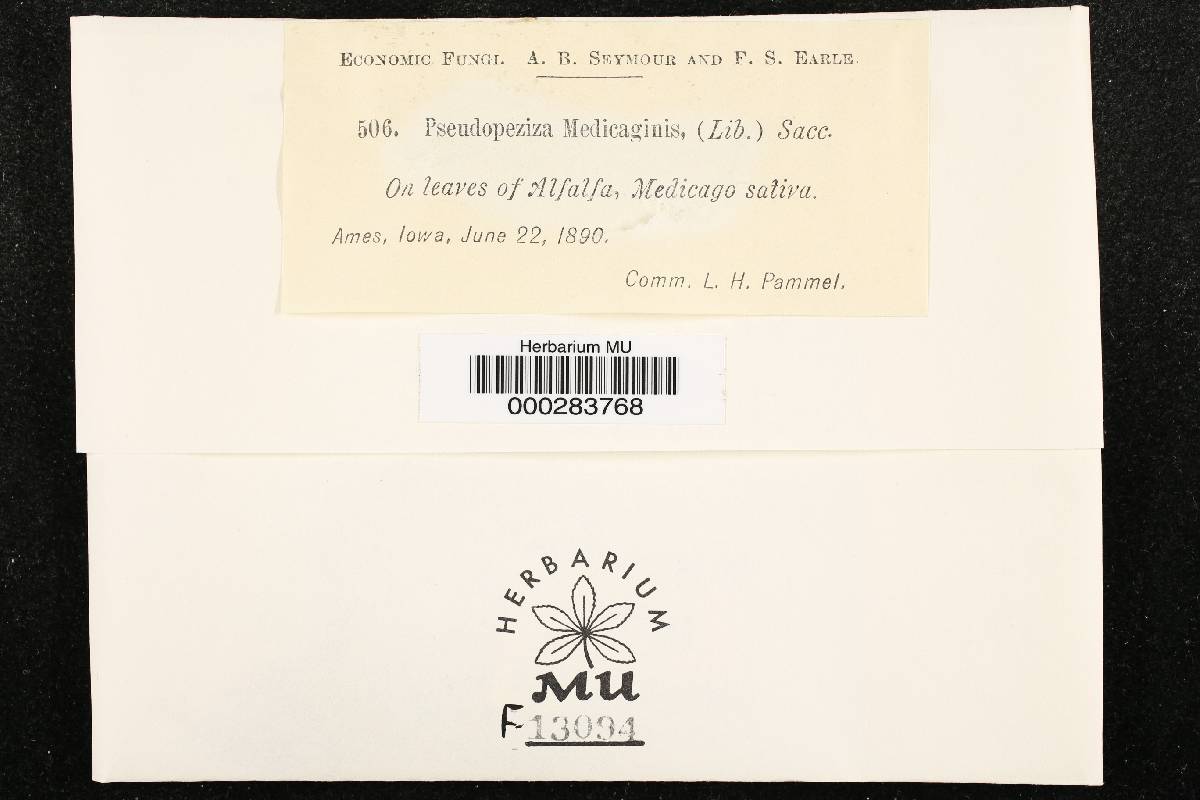 Economic Fungi. A. B. Seymour and F. S. Earle.
506. Pseudopeziza Medicaginis, (Lib.) Sacc.
On leaves of Alfalfa, Medicago sativa.
Ames, Iowa, June 22, 1890.
Comm. L. H. Pammel.
Herbarium MU
000283768
HERBARIUM
MU
F-13094